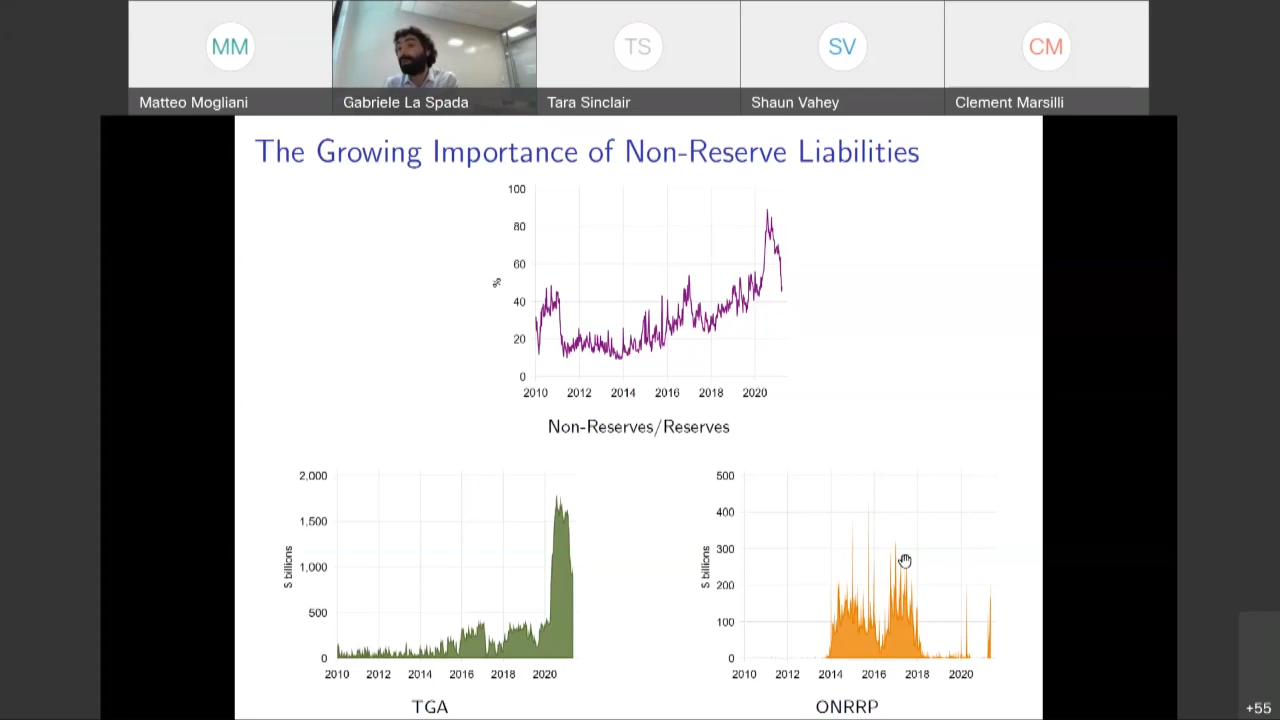 MM
TS
SV
CM
Matteo Mogliani
Gabriele La Spada
Tara Sinclair
Shaun Vahey
Clement Marsilli
The Growing Importance of Non-Reserve Liabilities
100
80
60
40
20
0
%
2010 2012 2014 2016 2018 2020
Non-Reserves/Reserves
2,000
1,500
1,000
500
0
$ billions
2010 2012 2014 2016 2018 2020
TGA
500
400
300
200
100
0
$ billions
2010 2012 2014 2016 2018 2020
ONRRP
+55